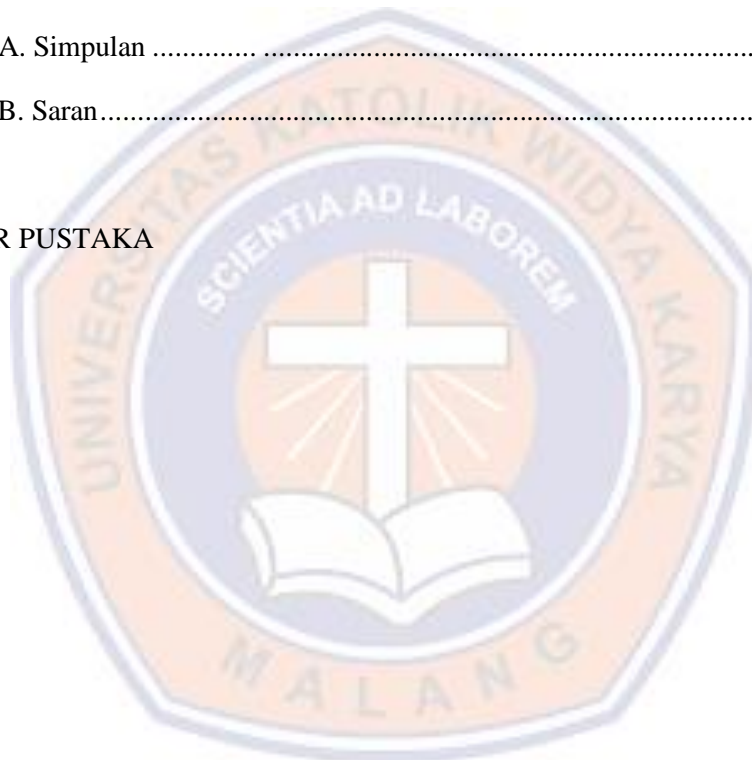 A. Simpulan .............. ........................................................................
B. Saran...............................................................................................
R PUSTAKA
UNIVERSITAS KATOLIK WIDYA KARYA
SCIENTIA AD LABOREM
MALANG